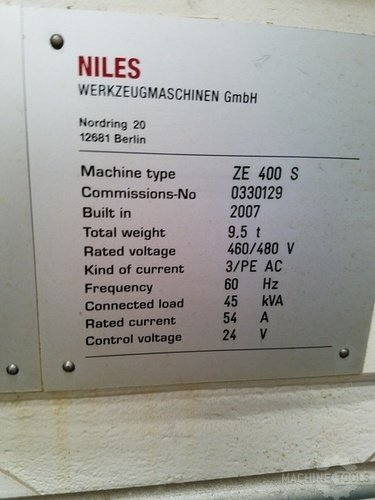 NILES
WERKZEUGMASCHINEN GmbH
Nordring 20
12681 Berlin
Machine type ZE 400 S
Commissions-No 0330129
Built in 2007
Total weight 9.5 t
Rated voltage 460/480 V
Kind of current 3/PE AC
Frequency 60 Hz
Connected load 45 kVA
Rated current 54 A
Control voltage 24 V
MACHINE TOOLS